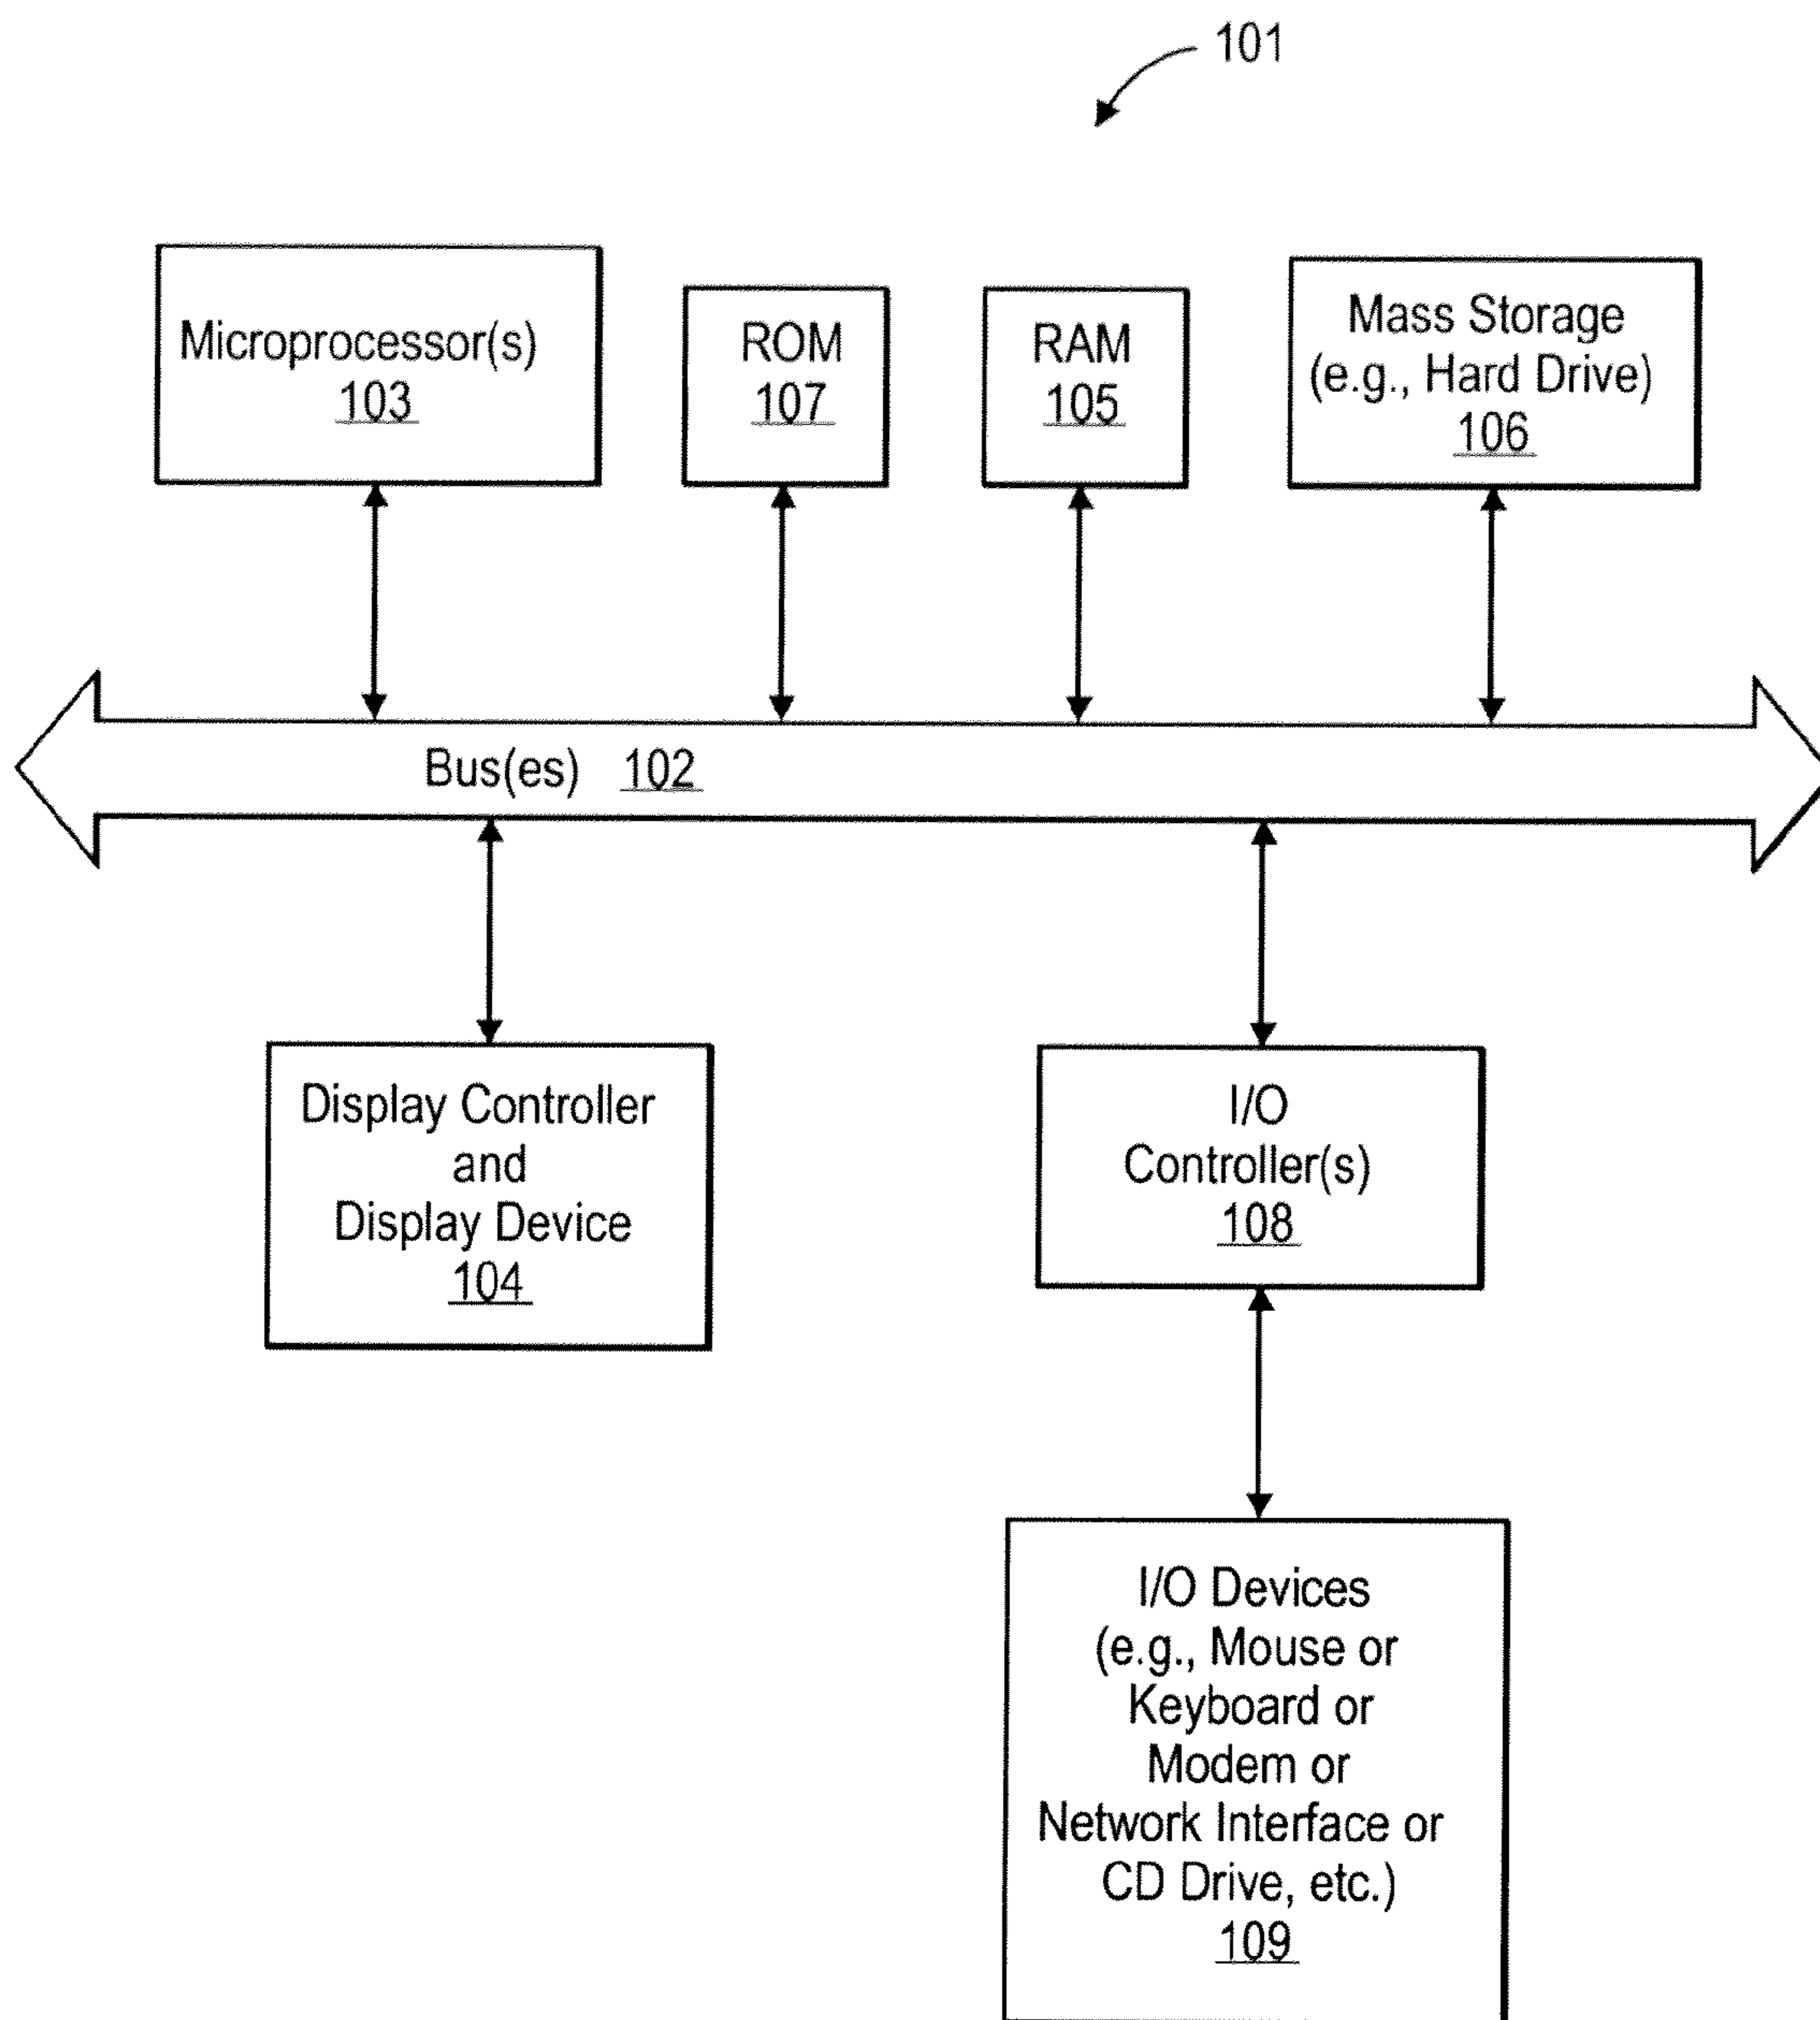 101
Microprocessor(s)
103
ROM
107
RAM
105
Mass Storage
(e.g., Hard Drive)
106
Bus(es) 102
Display Controller
and
Display Device
104
I/O
Controller(s)
108
I/O Devices
(e.g., Mouse or
Keyboard or
Modem or
Network Interface or
CD Drive, etc.)
109